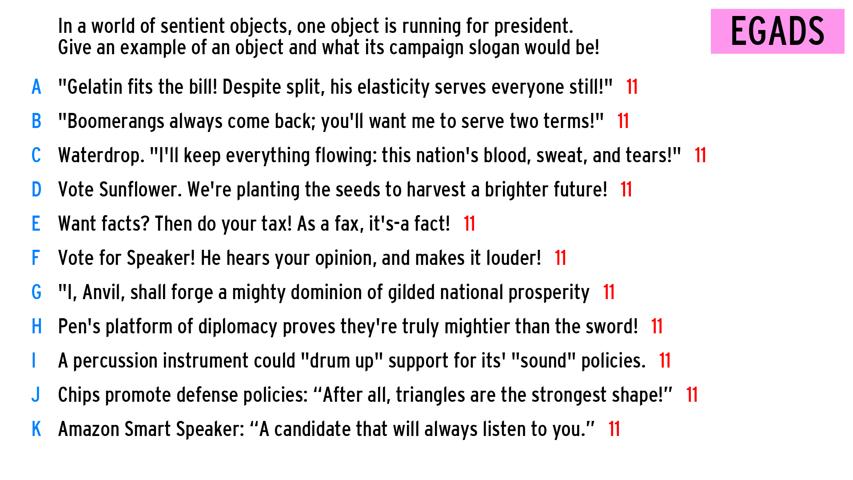 In a world of sentient objects, one object is running for president.
Give an example of an object and what its campaign slogan would be!
EGADS
A "Gelatin fits the bill! Despite split, his elasticity serves everyone still!" 11
B "Boomerangs always come back; you'll want me to serve two terms!" 11
C Waterdrop. "I'll keep everything flowing: this nation's blood, sweat, and tears!" 11
D Vote Sunflower. We're planting the seeds to harvest a brighter future! 11
E Want facts? Then do your tax! As a fax, it's-a fact! 11
F Vote for Speaker! He hears your opinion, and makes it louder! 11
G "I, Anvil, shall forge a mighty dominion of gilded national prosperity 11
H Pen's platform of diplomacy proves they're truly mightier than the sword! 11
I A percussion instrument could "drum up" support for its' "sound" policies. 11
J Chips promote defense policies: “After all, triangles are the strongest shape!” 11
K Amazon Smart Speaker: “A candidate that will always listen to you.” 11